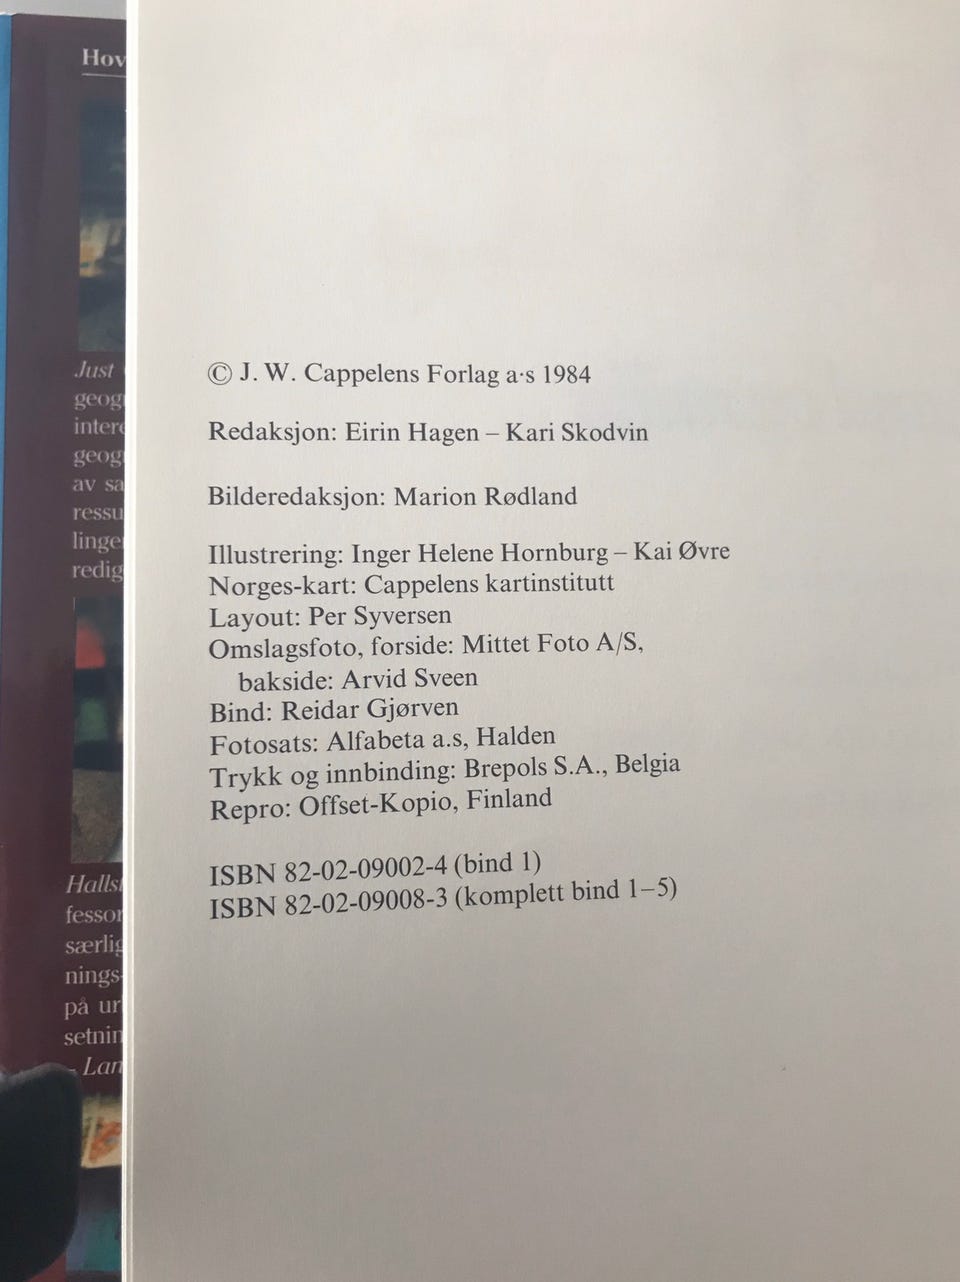 Hov
Just
geog
intere
geog
av sa
ressu
linge
redig
Hallst
fessor
særlig
nings-
på ur
setnin
– Lan
© J. W. Cappelens Forlag a·s 1984
Redaksjon: Eirin Hagen – Kari Skodvin
Bilderedaksjon: Marion Rødland
Illustrering: Inger Helene Hornburg – Kai Øvre
Norges-kart: Cappelens kartinstitutt
Layout: Per Syversen
Omslagsfoto, forside: Mittet Foto A/S,
bakside: Arvid Sveen
Bind: Reidar Gjørven
Fotosats: Alfabeta a.s, Halden
Trykk og innbinding: Brepols S.A., Belgia
Repro: Offset-Kopio, Finland
ISBN 82-02-09002-4 (bind 1)
ISBN 82-02-09008-3 (komplett bind 1–5)